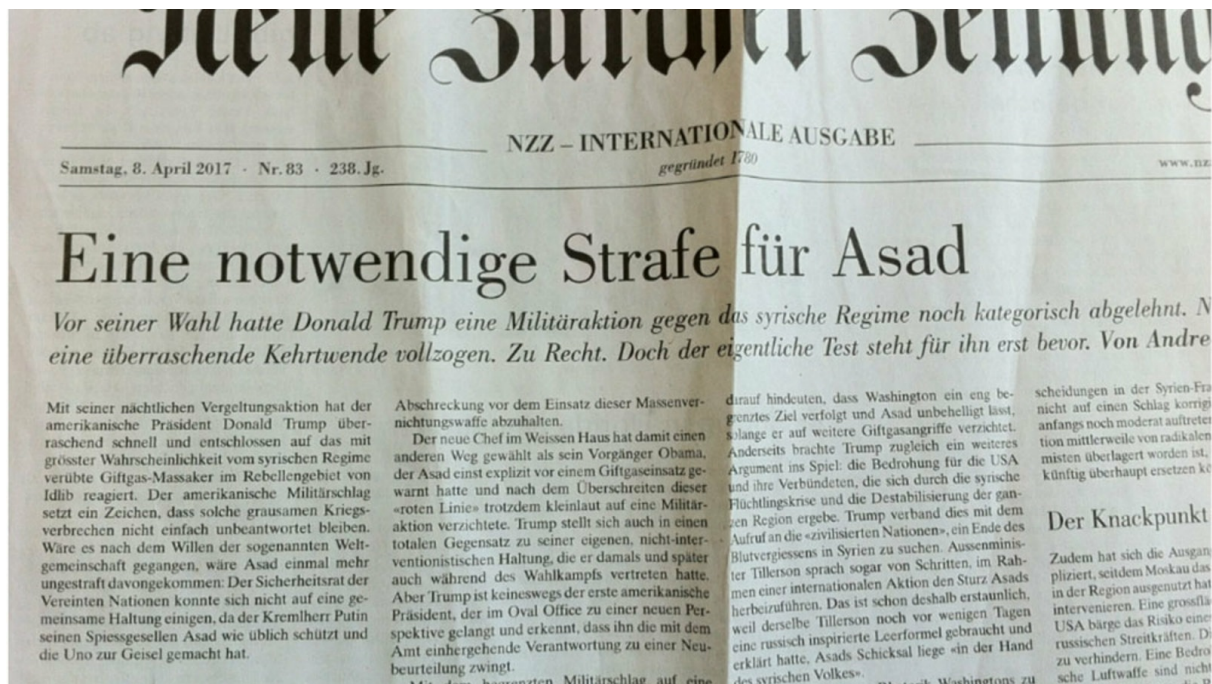 Neue Zürcher Zeitung
NZZ – INTERNATIONALE AUSGABE
gegründet 1780
Samstag, 8. April 2017 · Nr. 83 · 238. Jg.
www.nz
Eine notwendige Strafe für Asad
Vor seiner Wahl hatte Donald Trump eine Militäraktion gegen das syrische Regime noch kategorisch abgelehnt. N
eine überraschende Kehrtwende vollzogen. Zu Recht. Doch der eigentliche Test steht für ihn erst bevor. Von Andre
Mit seiner nächtlichen Vergeltungsaktion hat der
amerikanische Präsident Donald Trump über-
raschend schnell und entschlossen auf das mit
grösster Wahrscheinlichkeit vom syrischen Regime
verübte Giftgas-Massaker im Rebellengebiet von
Idlib reagiert. Der amerikanische Militärschlag
setzt ein Zeichen, dass solche grausamen Kriegs-
verbrechen nicht einfach unbeantwortet bleiben.
Wäre es nach dem Willen der sogenannten Welt-
gemeinschaft gegangen, wäre Asad einmal mehr
ungestraft davongekommen: Der Sicherheitsrat der
Vereinten Nationen konnte sich nicht auf eine ge-
meinsame Haltung einigen, da der Kremlherr Putin
seinen Spiessgesellen Asad wie üblich schützt und
die Uno zur Geisel gemacht hat.
Abschreckung vor dem Einsatz dieser Massenver-
nichtungswaffe abzuhalten.
Der neue Chef im Weissen Haus hat damit einen
anderen Weg gewählt als sein Vorgänger Obama,
der Asad einst explizit vor einem Giftgaseinsatz ge-
warnt hatte und nach dem Überschreiten dieser
«roten Linie» trotzdem kleinlaut auf eine Militär-
aktion verzichtete. Trump stellt sich auch in einen
totalen Gegensatz zu seiner eigenen, nicht-inter-
ventionistischen Haltung, die er damals und später
auch während des Wahlkampfs vertreten hatte.
Aber Trump ist keineswegs der erste amerikanische
Präsident, der im Oval Office zu einer neuen Per-
spektive gelangt und erkennt, dass ihn die mit dem
Amt einhergehende Verantwortung zu einer Neu-
beurteilung zwingt.
Mit dem begrenzten Militärschlag auf eine
darauf hindeuten, dass Washington ein eng be-
grenztes Ziel verfolgt und Asad unbehelligt lässt,
solange er auf weitere Giftgasangriffe verzichtet.
Anderseits brachte Trump zugleich ein weiteres
Argument ins Spiel: die Bedrohung für die USA
und ihre Verbündeten, die sich durch die syrische
Flüchtlingskrise und die Destabilisierung der gan-
zen Region ergebe. Trump verband dies mit dem
Aufruf an die «zivilisierten Nationen», ein Ende des
Blutvergiessens in Syrien zu suchen. Aussenminis-
ter Tillerson sprach sogar von Schritten, im Rah-
men einer internationalen Aktion den Sturz Asads
herbeizuführen. Das ist schon deshalb erstaunlich,
weil derselbe Tillerson noch vor wenigen Tagen
eine russisch inspirierte Leerformel gebraucht und
erklärt hatte, Asads Schicksal liege «in der Hand
des syrischen Volkes».
Washingtons zu
scheidungen in der Syrien-Fra
nicht auf einen Schlag korrigi
anfangs noch moderat auftreten
tion mittlerweile von radikalen
misten überlagert worden ist,
künftig überhaupt ersetzen kö
Der Knackpunkt
Zudem hat sich die Ausgan
pliziert, seitdem Moskau das
in der Region ausgenutzt hat
intervenieren. Eine grossflä
USA bärge das Risiko eine
russischen Streitkräften. Di
zu verhindern. Eine Bedro
sche Luftwaffe sind nicht